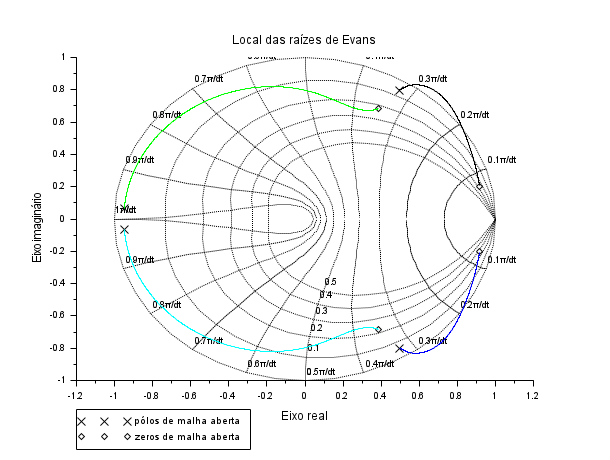 Local das raízes de Evans
1
0.8
0.6
0.4
0.2
0
-0.2
-0.4
-0.6
-0.8
-1
Eixo imaginário
0.7π/dt
0.3π/dt
0.8π/dt
0.2π/dt
0.9π/dt
0.1π/dt
1π/dt
0.9π/dt
0.1π/dt
0.8π/dt
0.2π/dt
0.7π/dt
0.3π/dt
0.6π/dt
0.4π/dt
0.5π/dt
0.5
0.4
0.3
0.2
0.1
-1.2 -1 -0.8 -0.6 -0.4 -0.2 0 0.2 0.4 0.6 0.8 1 1.2
Eixo real
pólos de malha aberta
zeros de malha aberta